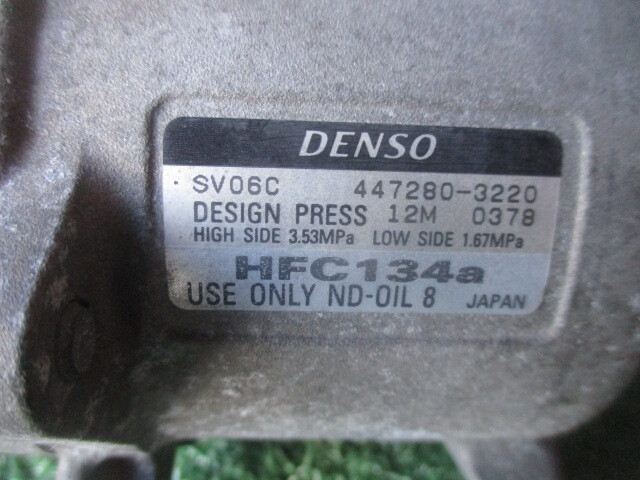 DENSO
SV06C 447280-3220
DESIGN PRESS 12M 0378
HIGH SIDE 3.53MPa LOW SIDE 1.67MPa
HFC134a
USE ONLY ND-OIL 8 JAPAN